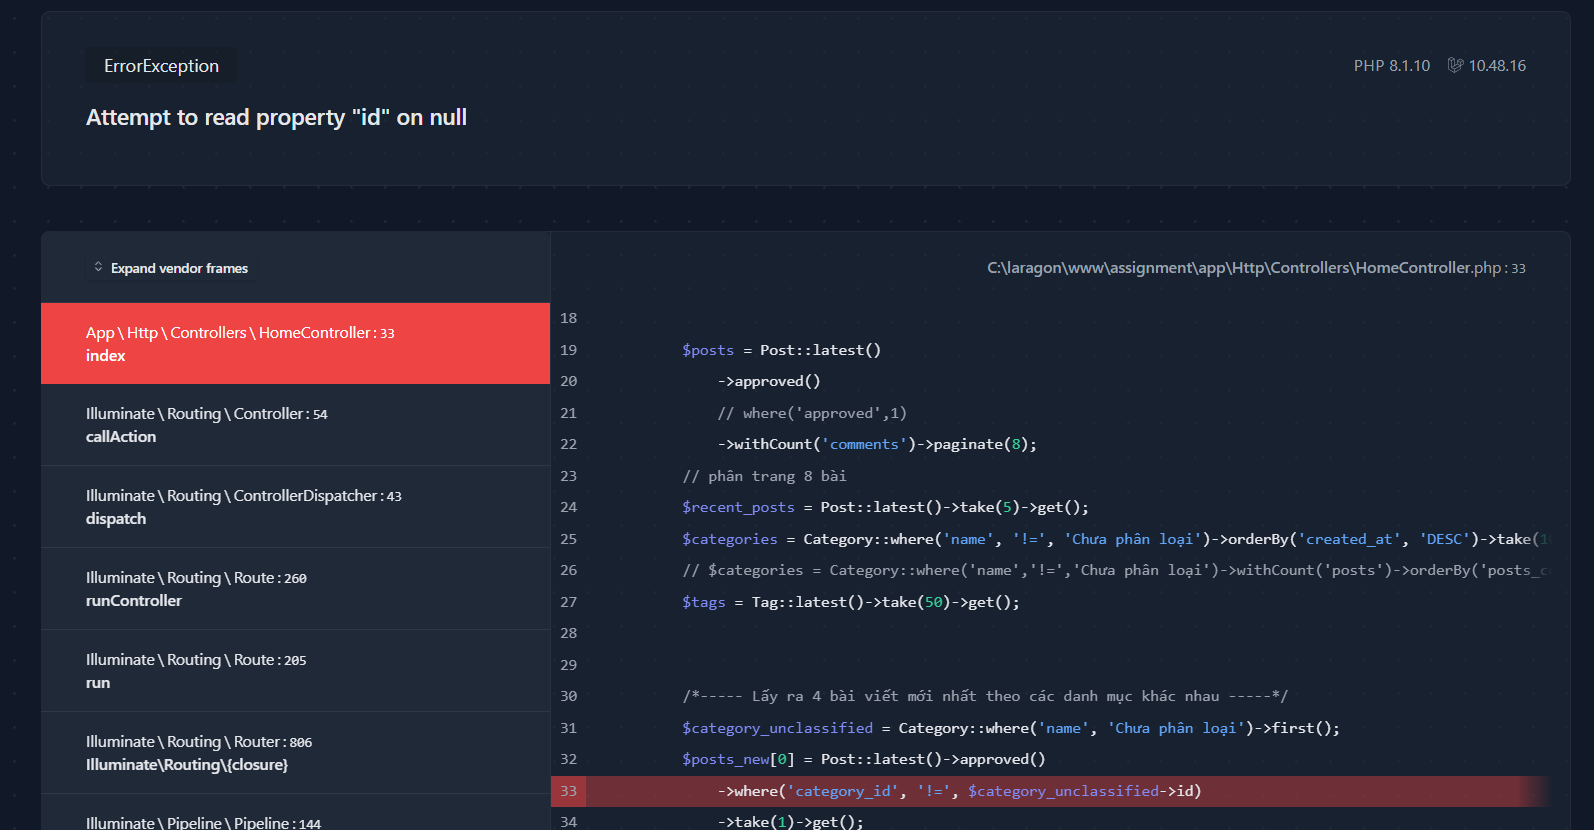 ErrorException
PHP 8.1.10 10.48.16
Attempt to read property "id" on null
Expand vendor frames
App \ Http \ Controllers \ HomeController : 33
index
Illuminate \ Routing \ Controller : 54
callAction
Illuminate \ Routing \ ControllerDispatcher : 43
dispatch
Illuminate \ Routing \ Route : 260
runController
Illuminate \ Routing \ Route : 205
run
Illuminate \ Routing \ Router : 806
Illuminate\Routing\{closure}
Illuminate \ Pipeline \ Pipeline : 144
C:\laragon\www\assignment\app\Http\Controllers\HomeController.php : 33
18
19 $posts = Post::latest()
20 ->approved()
21 // where('approved',1)
22 ->withCount('comments')->paginate(8);
23 // phân trang 8 bài
24 $recent_posts = Post::latest()->take(5)->get();
25 $categories = Category::where('name', '!=', 'Chưa phân loại')->orderBy('created_at', 'DESC')->take(
26 // $categories = Category::where('name','!=','Chưa phân loại')->withCount('posts')->orderBy('posts_c
27 $tags = Tag::latest()->take(50)->get();
28
29
30 /*----- Lấy ra 4 bài viết mới nhất theo các danh mục khác nhau -----*/
31 $category_unclassified = Category::where('name', 'Chưa phân loại')->first();
32 $posts_new[0] = Post::latest()->approved()
33 ->where('category_id', '!=', $category_unclassified->id)
34 ->take(1)->get();